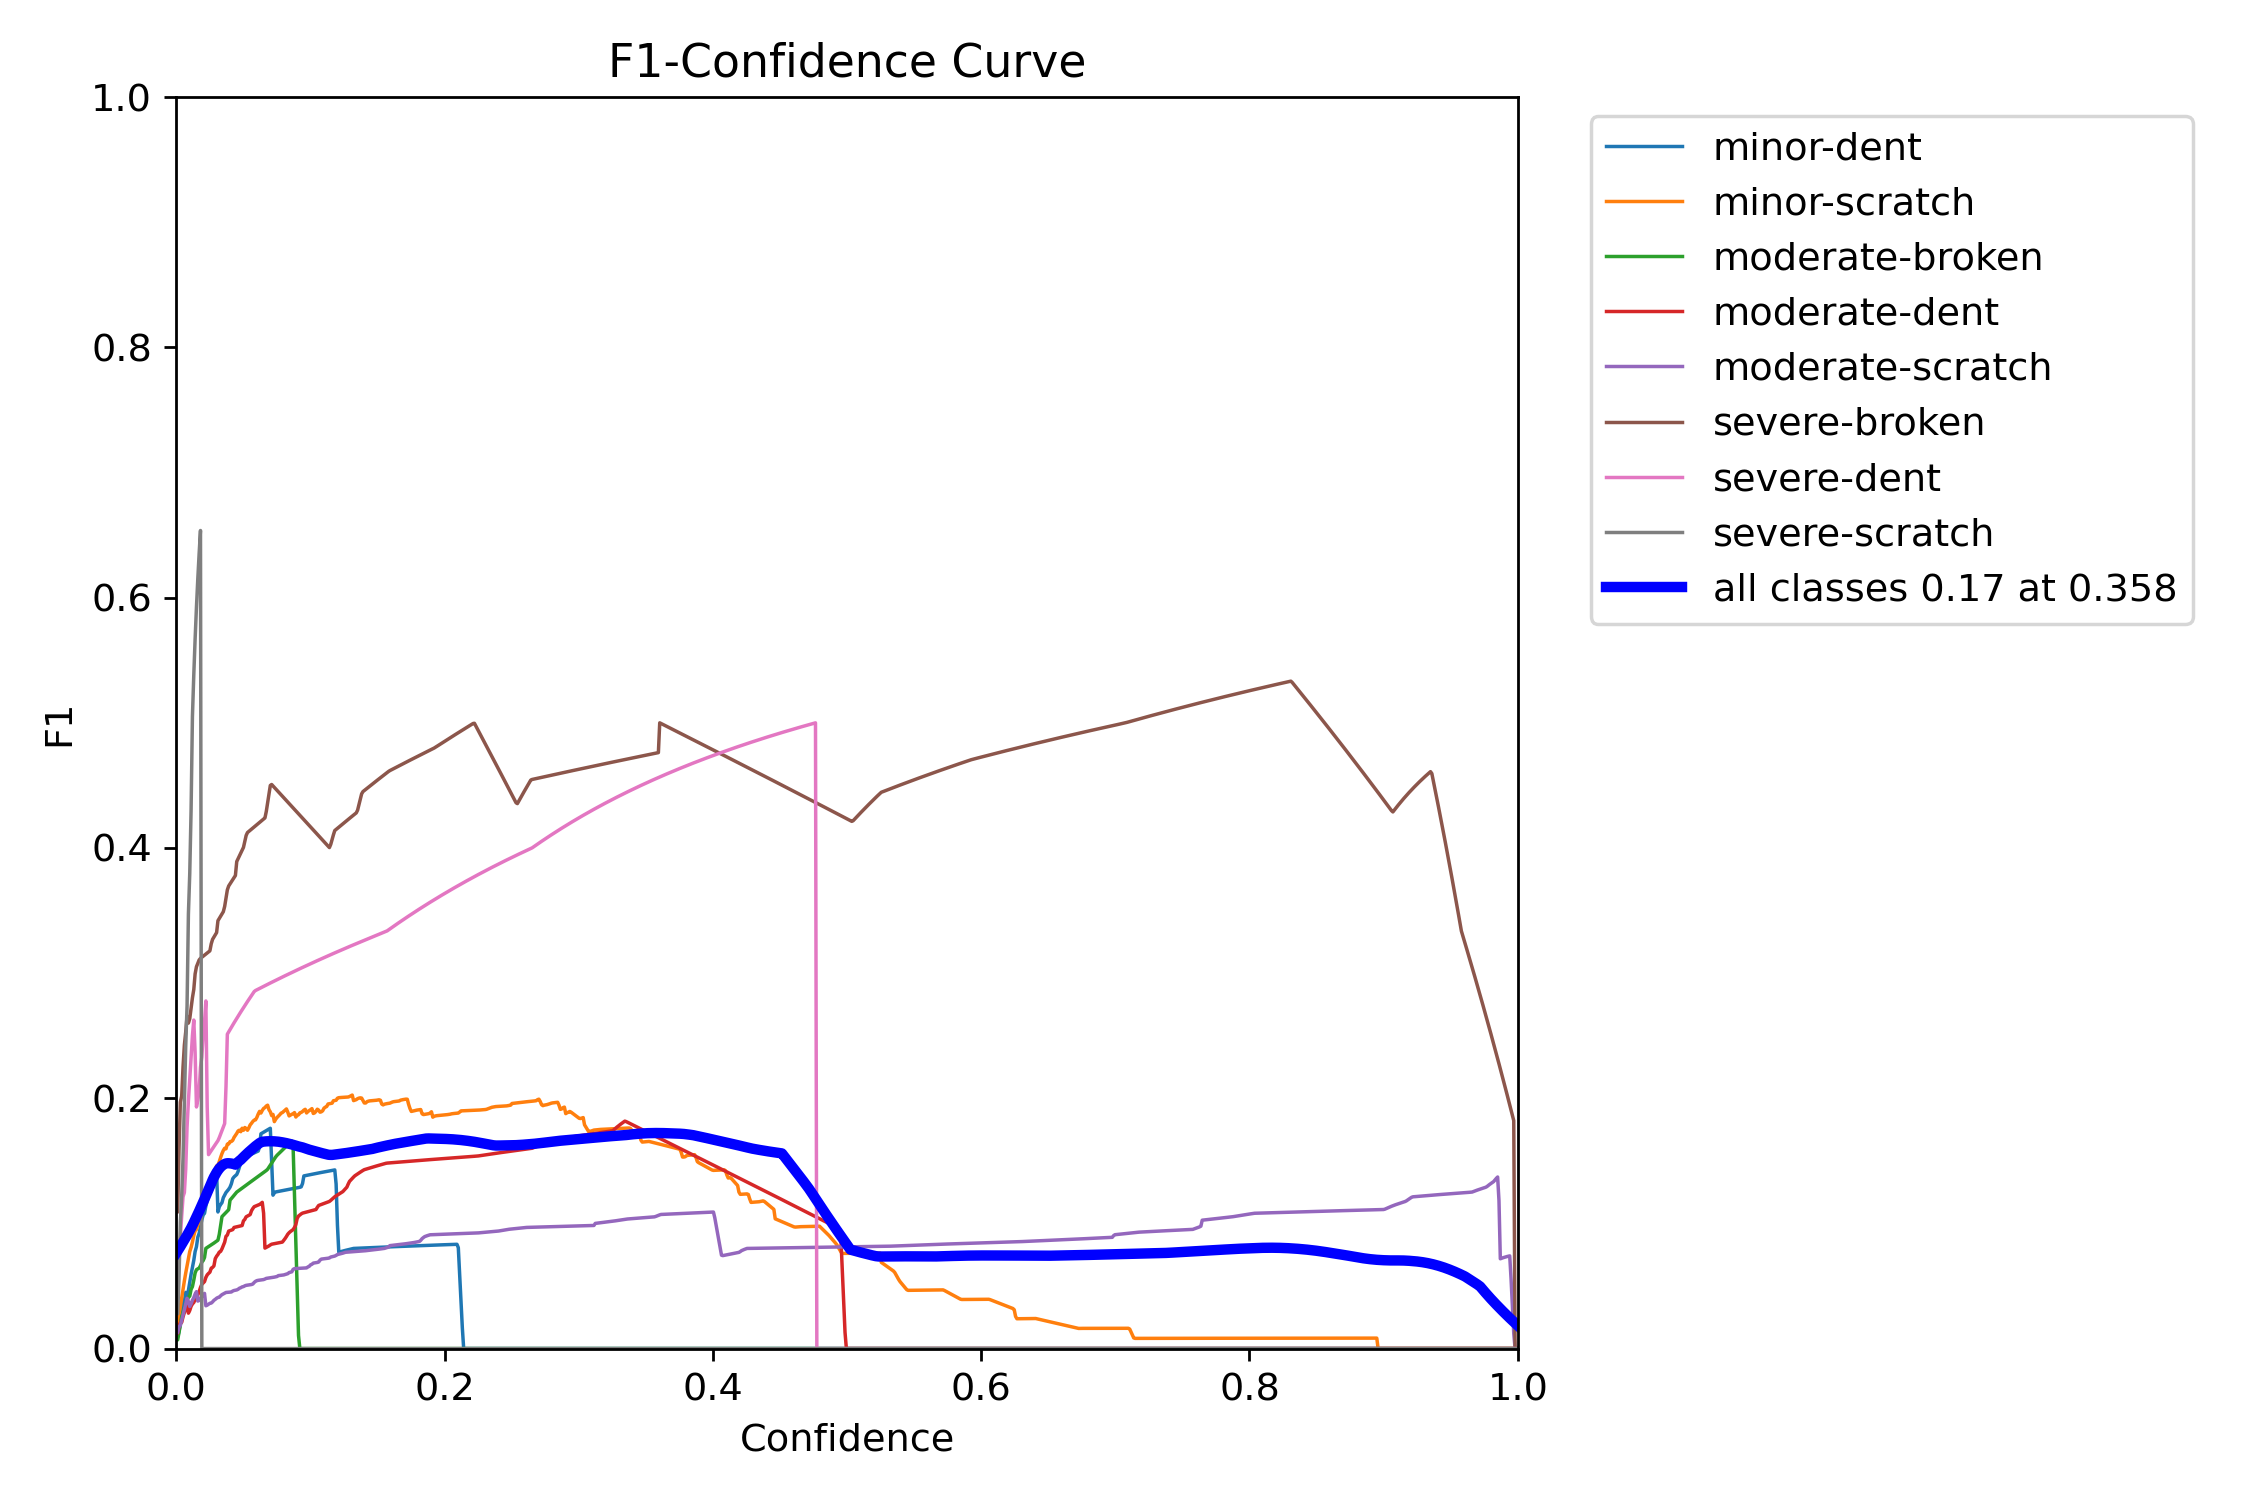 F1-Confidence Curve
1.0
0.8
0.6
0.4
0.2
0.0
F1
0.0 0.2 0.4 0.6 0.8 1.0
Confidence
minor-dent
minor-scratch
moderate-broken
moderate-dent
moderate-scratch
severe-broken
severe-dent
severe-scratch
all classes 0.17 at 0.358